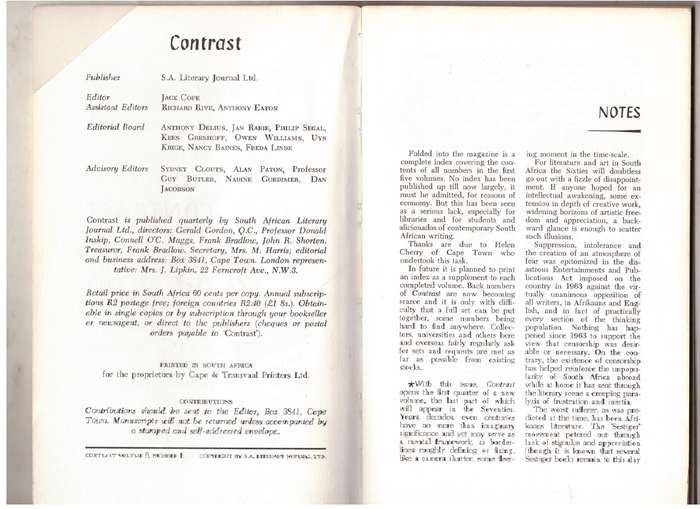 Contrast
Publisher S.A. Literary Journal Ltd.
Editor JACK COPE
Assistant Editors RICHARD RIVE, ANTHONY EATON
Editorial Board ANTHONY DELIUS, JAN RABIE, PHILIP SEGAL,
KEES GRESHOFF, OWEN WILLIAMS, UYS
KRIGE, NANCY BAINES, FREDA LINDE
Advisory Editors SYDNEY CLOUTS, ALAN PATON, Professor
GUY BUTLER, NADINE GORDIMER, DAN
JACOBSON
Contrast is published quarterly by South African Literary
Journal Ltd., directors: Gerald Gordon, Q.C., Professor Donald
Inskip, Connell O'C. Maggs, Frank Bradlow, John R. Shorten.
Treasurer, Frank Bradlow. Secretary, Mrs. M. Harris; editorial
and business address: Box 3841, Cape Town. London represen-
tative: Mrs. J. Lipkin, 22 Ferncroft Ave., N.W.3.
Retail price in South Africa 60 cents per copy. Annual subscrip-
tions R2 postage free; foreign countries R2.40 (£1 8s.). Obtain-
able in single copies or by subscription through your bookseller
or newsagent, or direct to the publishers (cheques or postal
orders payable to 'Contrast').
PRINTED IN SOUTH AFRICA
for the proprietors by Cape & Transvaal Printers Ltd.
CONTRIBUTIONS
Contributions should be sent to the Editor, Box 3841, Cape
Town. Manuscripts will not be returned unless accompanied by
a stamped and self-addressed envelope.
CONTRAST VOLUME 6, NUMBER 1. COPYRIGHT BY S.A. LITERARY JOURNAL LTD.
NOTES
Folded into the magazine is a
complete index covering the con-
tents of all numbers in the first
five volumes. No index has been
published up till now largely, it
must be admitted, for reasons of
economy. But this has been seen
as a serious lack, especially for
libraries and for students and
aficionados of contemporary South
African writing.
Thanks are due to Helen
Cherry of Cape Town who
undertook this task.
In future it is planned to print
an index as a supplement to each
completed volume. Back numbers
of Contrast are now becoming
scarce and it is only with diffi-
culty that a full set can be put
together, some numbers being
hard to find anywhere. Collec-
tors, universities and others here
and overseas fairly regularly ask
for sets and requests are met as
far as possible from existing
stocks.
★With this issue, Contrast
opens the first quarter of a new
volume, the last part of which
will appear in the Seventies.
Years, decades, even centuries
have no more than imaginary
significance and yet may serve as
a mental framework, as border-
lines roughly defining or fixing,
like a camera shutter, some fleet-
ing moment in the time-scale.
For literature and art in South
Africa the Sixties will doubtless
go out with a fizzle of disappoint-
ment. If anyone hoped for an
intellectual awakening, some ex-
tension in depth of creative work,
widening horizons of artistic free-
dom and appreciation, a back-
ward glance is enough to scatter
such illusions.
Suppression, intolerance and
the creation of an atmosphere of
fear was epitomized in the dis-
astrous Entertainments and Pub-
lications Act imposed on the
country in 1963 against the vir-
tually unanimous opposition of
all writers, in Afrikaans and Eng-
lish, and in fact of practically
every section of the thinking
population. Nothing has hap-
pened since 1963 to support the
view that censorship was desir-
able or necessary. On the con-
trary, the existence of censorship
has helped reinforce the unpopu-
larity of South Africa abroad
while at home it has sent through
the literary scene a creeping para-
lysis of frustration and inertia.
The worst sufferer, as was pre-
dicted at the time, has been Afri-
kaans literature. The 'Sestiger'
movement petered out through
lack of stimulus and appreciation
(though it is known that several
Sestiger books remain to this day